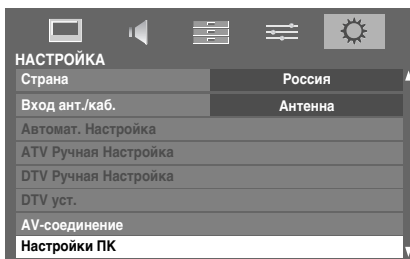 НАСТРОЙКА
Страна Россия
Вход ант./каб. Антенна
Автомат. Настройка
ATV Ручная Настройка
DTV Ручная Настройка
DTV уст.
AV-соединение
Настройки ПК